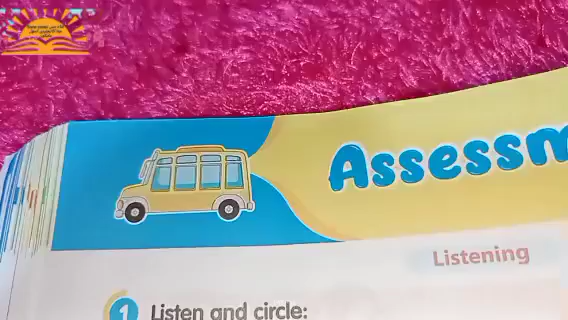 Assessm
Listening
1 Listen and circle: